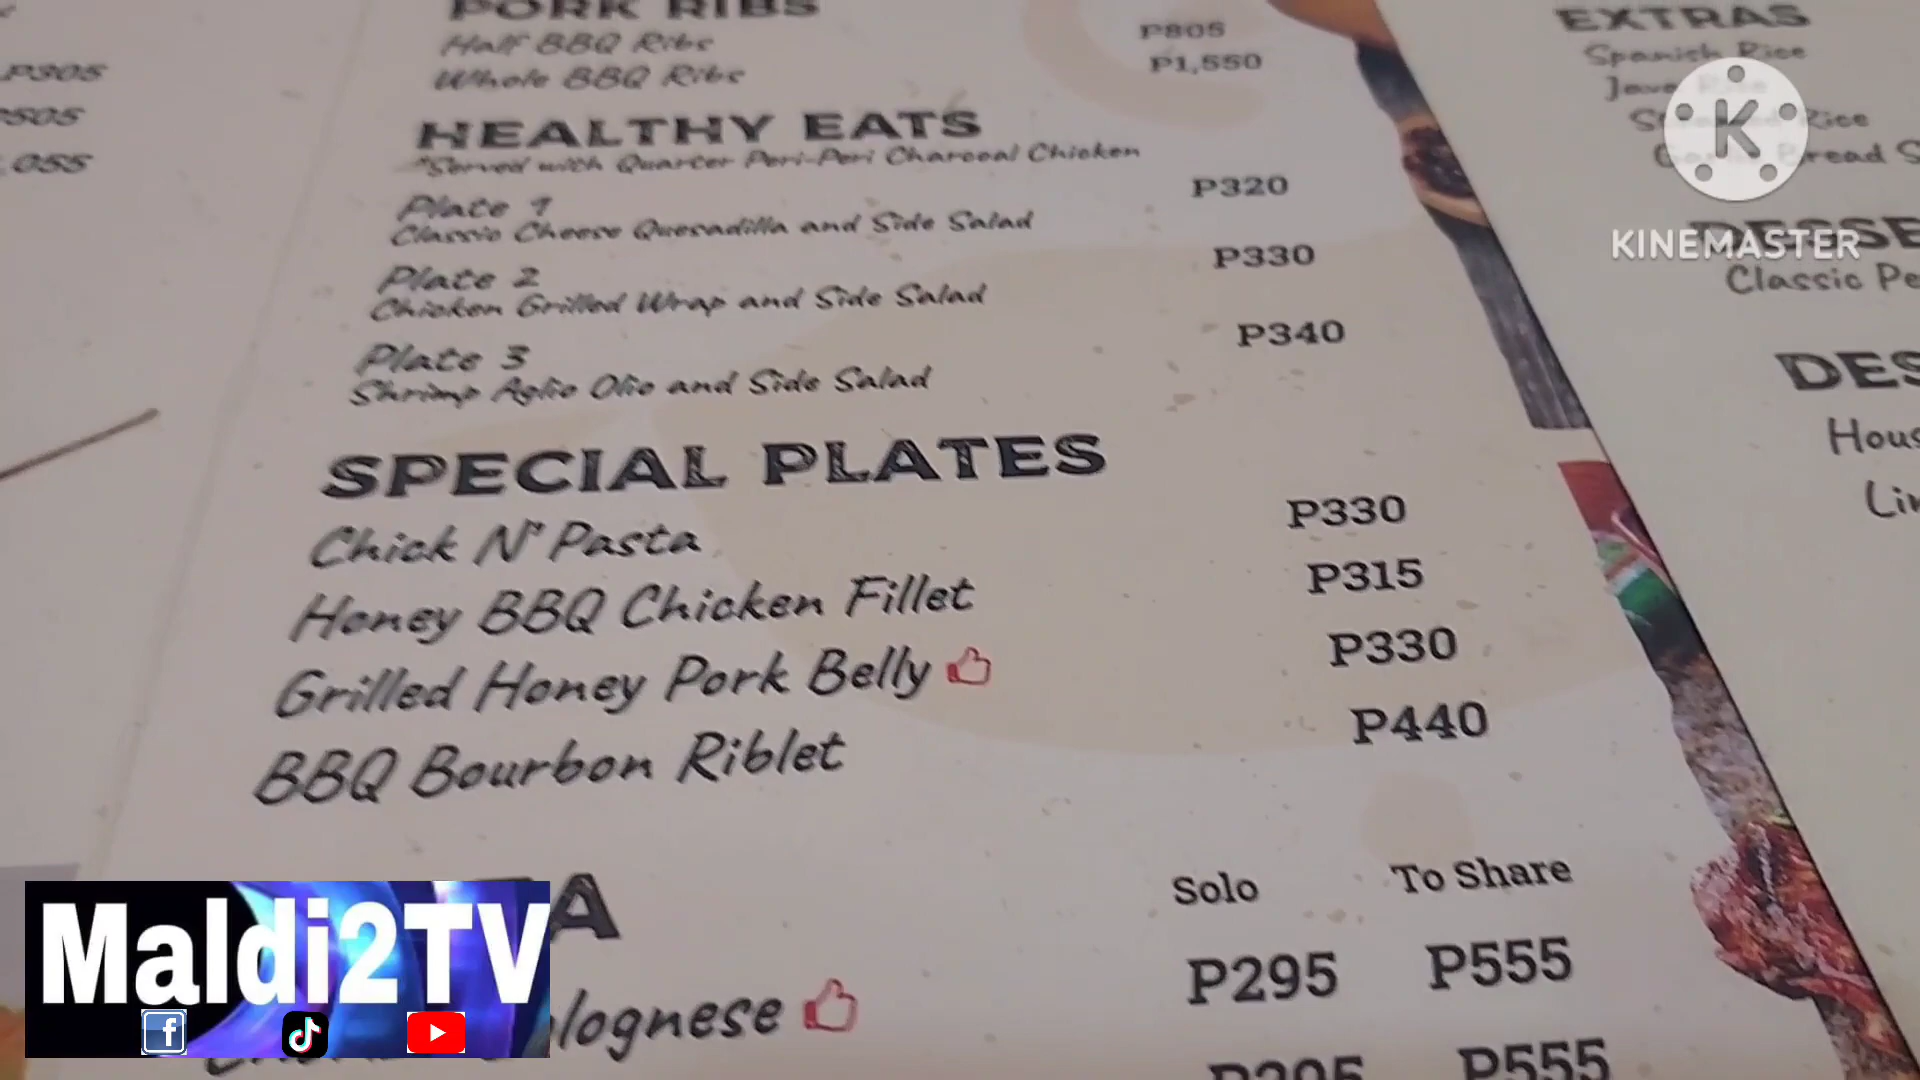 PORK RIBS
Half BBQ Ribs P805
Whole BBQ Ribs P1,550
HEALTHY EATS
*Served with Quarter Peri-Peri Charcoal Chicken
Plate 1 P320
Classic Cheese Quesadilla and Side Salad
Plate 2 P330
Chicken Grilled Wrap and Side Salad
Plate 3 P340
Shrimp Aglio Olio and Side Salad
SPECIAL PLATES
Chick N' Pasta P330
Honey BBQ Chicken Fillet P315
Grilled Honey Pork Belly P330
BBQ Bourbon Riblet P440
Solo To Share
P295 P555
P555
P305
EXTRAS
Spanish Rice
Rice
Bread
Classic
K
KINEMASTER
Maldi2TV
f